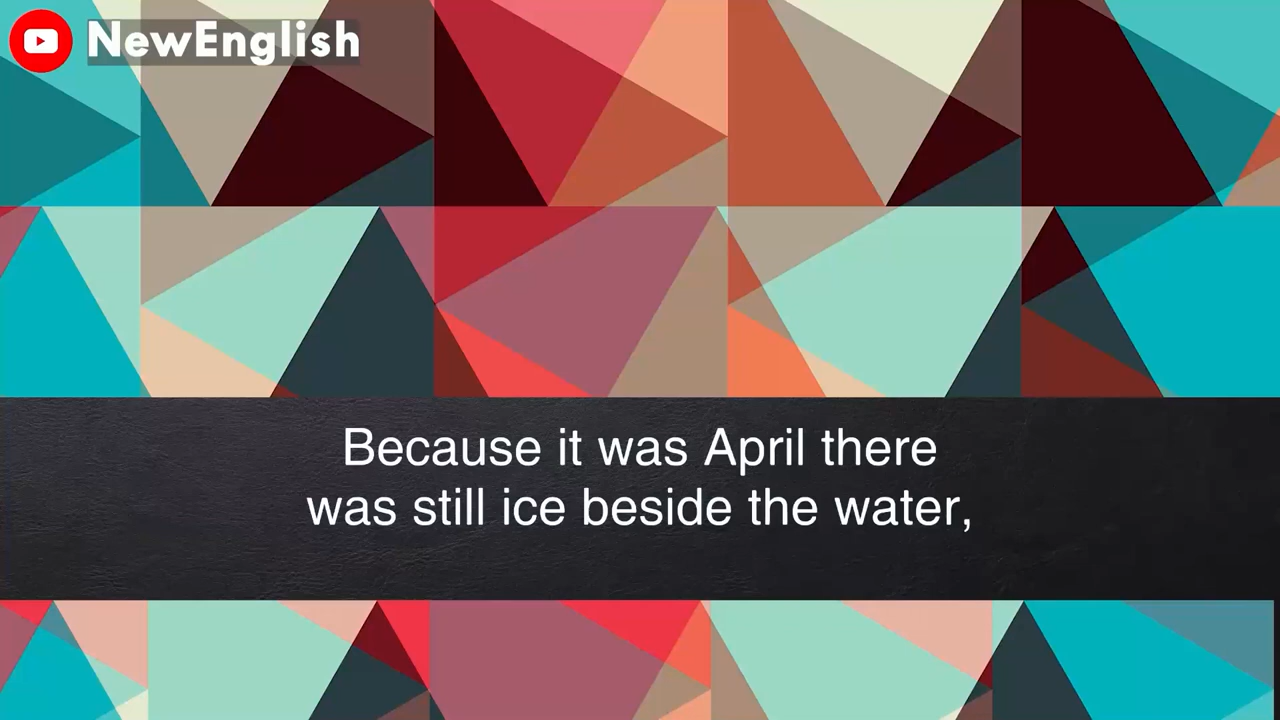 NewEnglish
Because it was April there
was still ice beside the water,